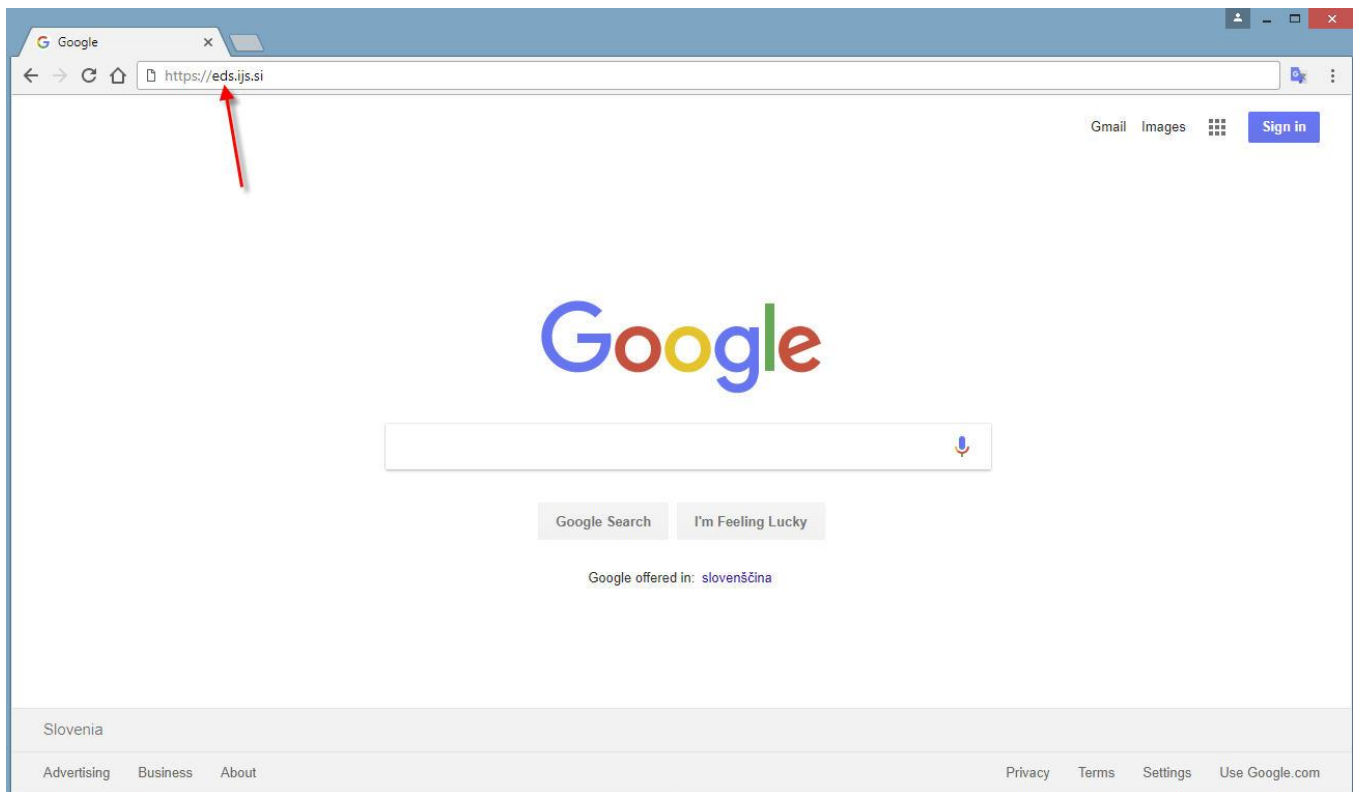 Google
https://eds.ijs.si
Gmail Images Sign in
Google
Google Search I'm Feeling Lucky
Google offered in: slovenščina
Slovenia
Advertising Business About Privacy Terms Settings Use Google.com